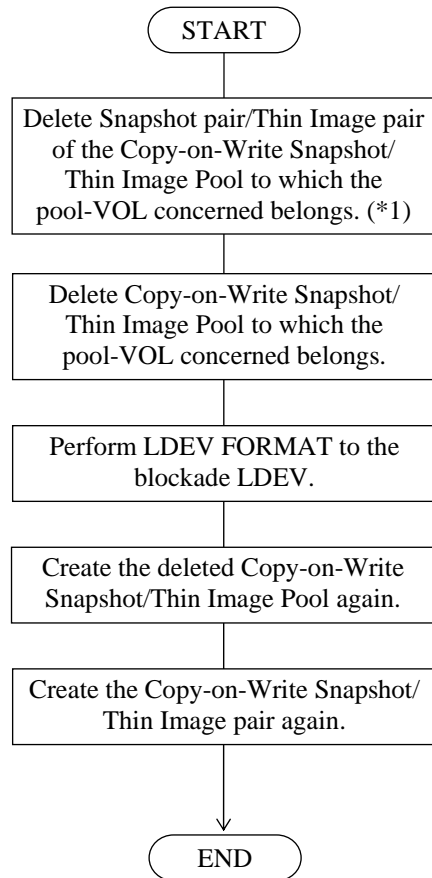 START
Delete Snapshot pair/Thin Image pair
of the Copy-on-Write Snapshot/
Thin Image Pool to which the
pool-VOL concerned belongs. (*1)
Delete Copy-on-Write Snapshot/
Thin Image Pool to which the
pool-VOL concerned belongs.
Perform LDEV FORMAT to the
blockade LDEV.
Create the deleted Copy-on-Write
Snapshot/Thin Image Pool again.
Create the Copy-on-Write Snapshot/
Thin Image pair again.
END